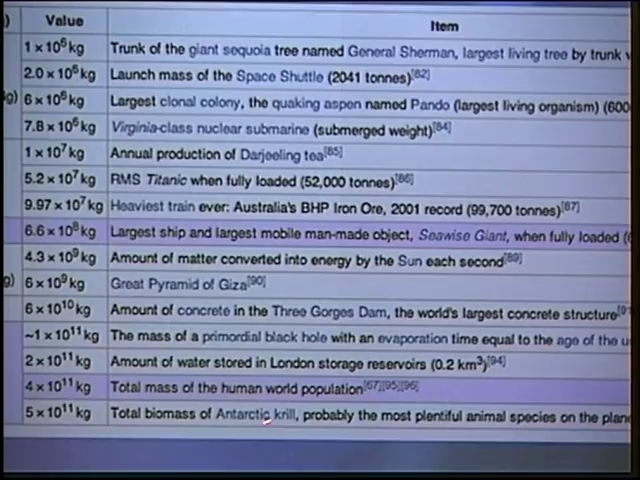 ) Value Item
1 × 10⁶ kg Trunk of the giant sequoia tree named General Sherman, largest living tree by trunk
2.0 × 10⁶ kg Launch mass of the Space Shuttle (2041 tonnes)[82]
g) 6 × 10⁶ kg Largest clonal colony, the quaking aspen named Pando (largest living organism) (600
7.8 × 10⁶ kg Virginia-class nuclear submarine (submerged weight)[84]
1 × 10⁷ kg Annual production of Darjeeling tea[85]
5.2 × 10⁷ kg RMS Titanic when fully loaded (52,000 tonnes)[86]
9.97 × 10⁷ kg Heaviest train ever: Australia's BHP Iron Ore, 2001 record (99,700 tonnes)[87]
6.6 × 10⁸ kg Largest ship and largest mobile man-made object, Seawise Giant, when fully loaded (
4.3 × 10⁹ kg Amount of matter converted into energy by the Sun each second[89]
g) 6 × 10⁹ kg Great Pyramid of Giza[90]
6 × 10¹⁰ kg Amount of concrete in the Three Gorges Dam, the world's largest concrete structure[91
~1 × 10¹¹ kg The mass of a primordial black hole with an evaporation time equal to the age of the u
2 × 10¹¹ kg Amount of water stored in London storage reservoirs (0.2 km³)[94]
4 × 10¹¹ kg Total mass of the human world population[67][95][96]
5 × 10¹¹ kg Total biomass of Antarctic krill, probably the most plentiful animal species on the plan